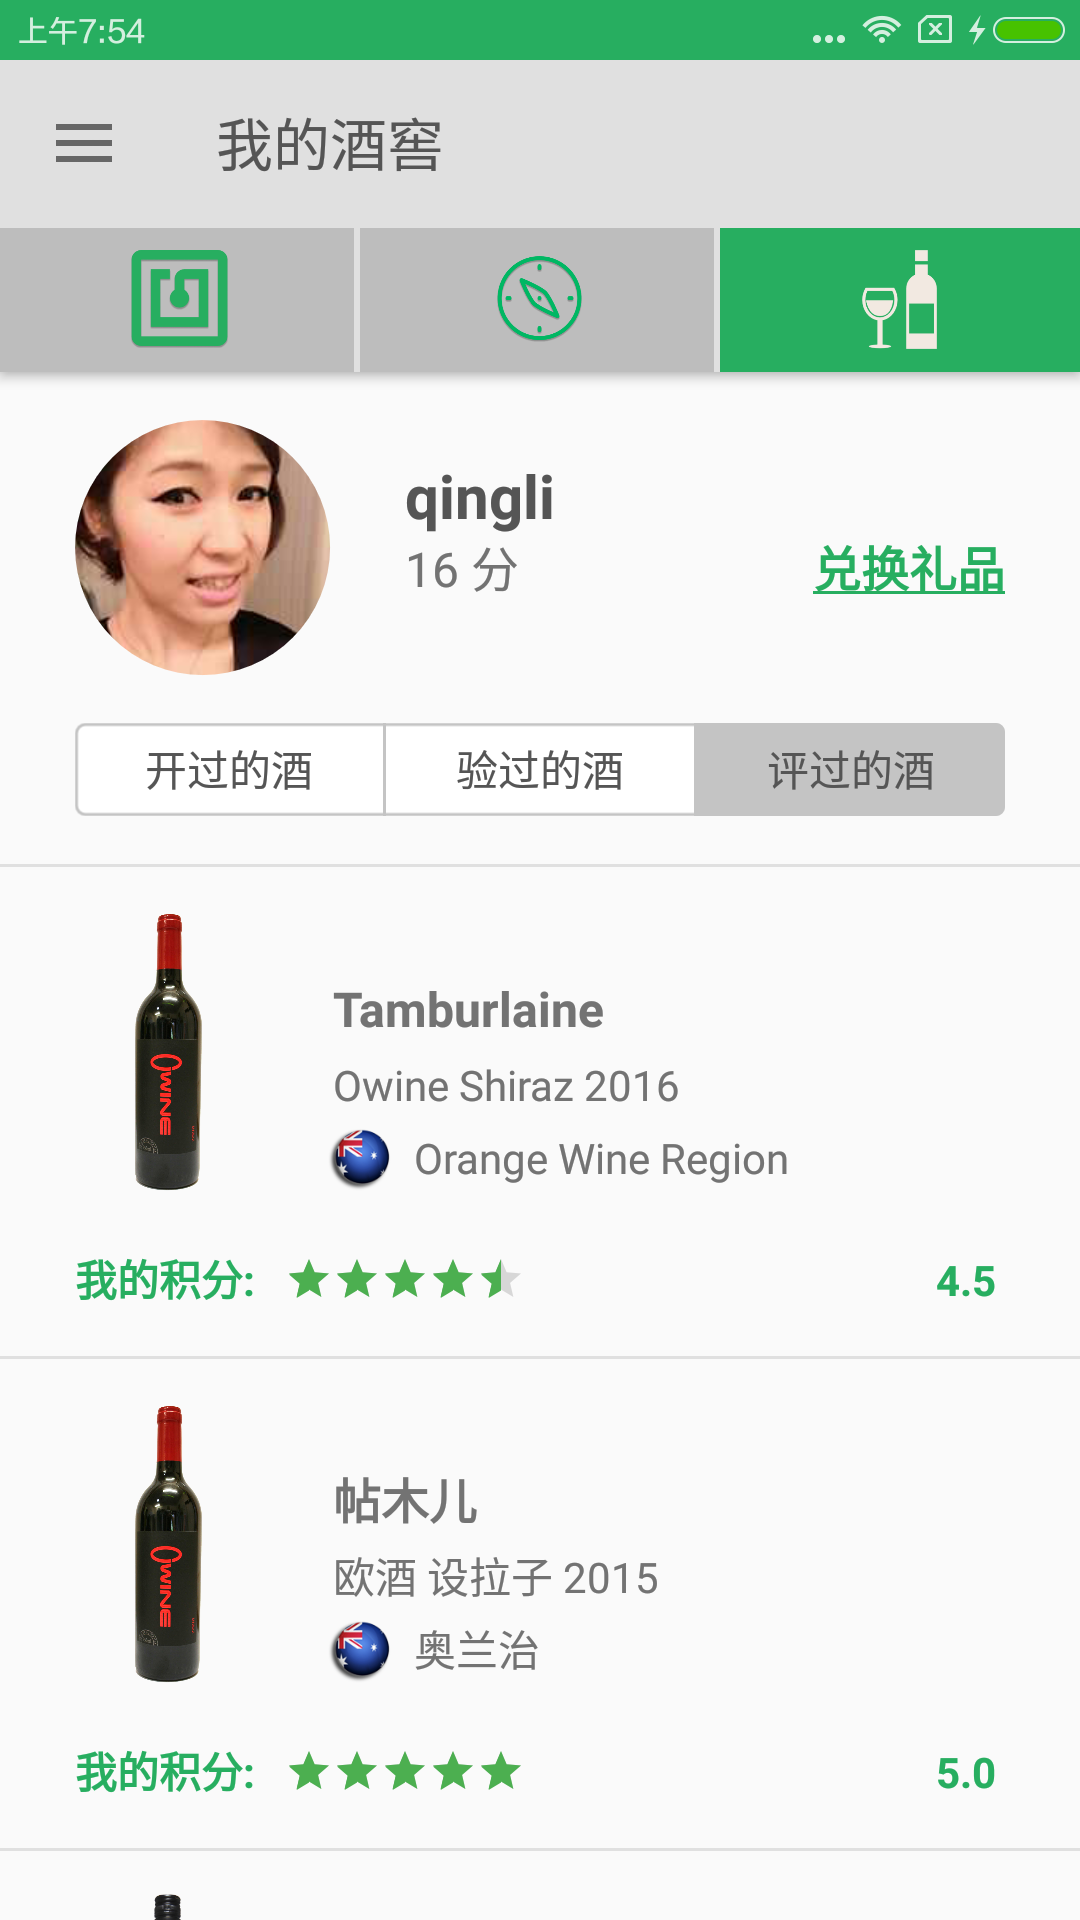 上午7:54
我的酒窖
qingli
16 分
兑换礼品
开过的酒 验过的酒 评过的酒
OWINE
Tamburlaine
Owine Shiraz 2016
Orange Wine Region
我的积分: 4.5
OWINE
帖木儿
欧酒 设拉子 2015
奥兰治
我的积分: 5.0